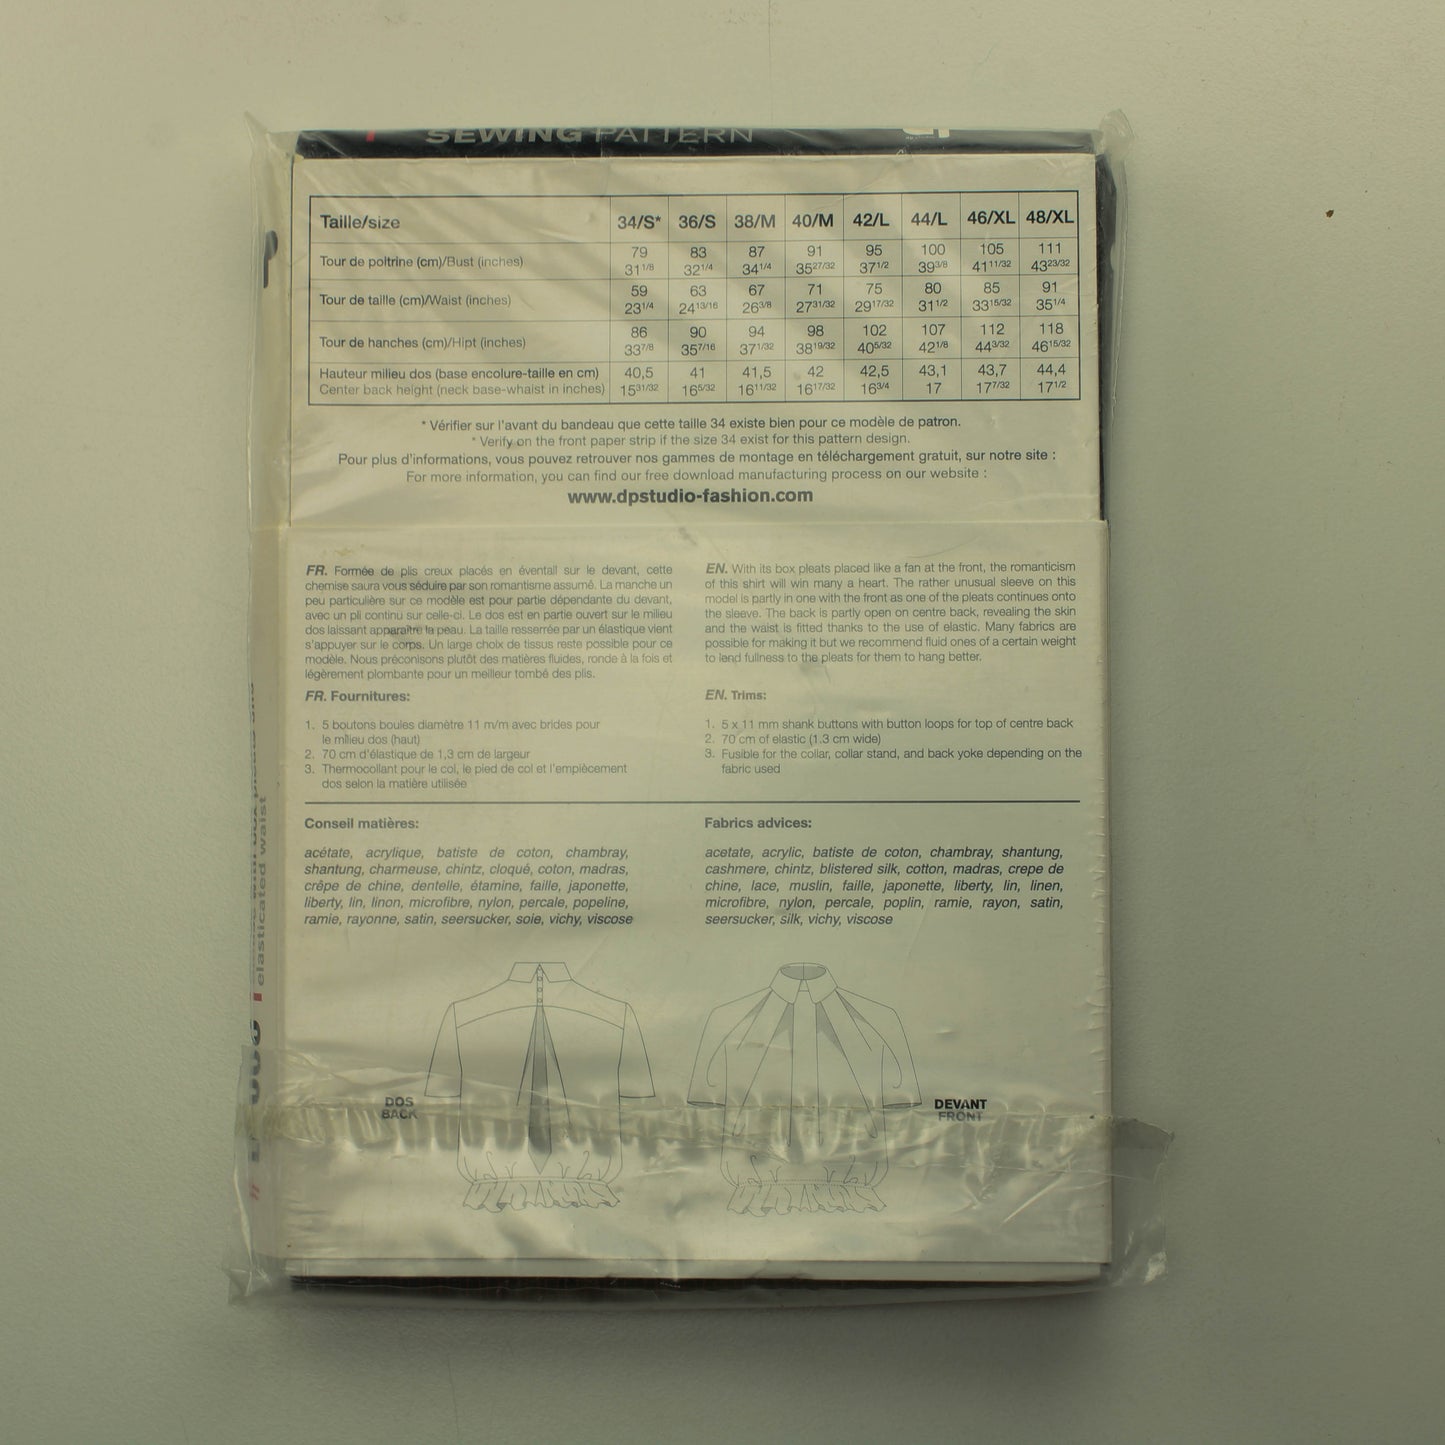 SEWING PATTERN
Taille/size 34/S* 36/S 38/M 40/M 42/L 44/L 46/XL 48/XL
Tour de poitrine (cm)/Bust (inches)
79 83 87 91 95 100 105 111
31 1/8 32 1/4 34 1/4 35 27/32 37 1/2 39 3/8 41 11/32 43 23/32
Tour de taille (cm)/Waist (inches)
59 63 67 71 75 80 85 91
23 1/4 24 13/16 26 3/8 27 31/32 29 17/32 31 1/2 33 15/32 35 1/4
Tour de hanches (cm)/Hipt (inches)
86 90 94 98 102 107 112 118
33 7/8 35 7/16 37 1/32 38 19/32 40 5/32 42 1/8 44 3/32 46 15/32
Hauteur milieu dos (base encolure-taille en cm) 40,5 41 41,5 42 42,5 43,1 43,7 44,4
Center back height (neck base-whaist in inches) 15 31/32 16 5/32 16 11/32 16 17/32 16 3/4 17 17 7/32 17 1/2
* Vérifier sur l'avant du bandeau que cette taille 34 existe bien pour ce modèle de patron.
* Verify on the front paper strip if the size 34 exist for this pattern design.
Pour plus d'informations, vous pouvez retrouver nos gammes de montage en téléchargement gratuit, sur notre site :
For more information, you can find our free download manufacturing process on our website :
www.dpstudio-fashion.com
FR. Formée de plis creux placés en éventail sur le devant, cette
chemise saura vous séduire par son romantisme assumé. La manche un
peu particulière sur ce modèle est pour partie dépendante du devant,
avec un pli continu sur celle-ci. Le dos est en partie ouvert sur le milieu
dos laissant apparaître la peau. La taille resserrée par un élastique vient
s'appuyer sur le corps. Un large choix de tissus reste possible pour ce
modèle. Nous préconisons plutôt des matières fluides, ronde à la fois et
légèrement plombante pour un meilleur tombé des plis.
FR. Fournitures:
1. 5 boutons boules diamètre 11 m/m avec brides pour
le milieu dos (haut)
2. 70 cm d'élastique de 1,3 cm de largeur
3. Thermocollant pour le col, le pied de col et l'empiècement
dos selon la matière utilisée
EN. With its box pleats placed like a fan at the front, the romanticism
of this shirt will win many a heart. The rather unusual sleeve on this
model is partly in one with the front as one of the pleats continues onto
the sleeve. The back is partly open on centre back, revealing the skin
and the waist is fitted thanks to the use of elastic. Many fabrics are
possible for making it but we recommend fluid ones of a certain weight
to lend fullness to the pleats for them to hang better.
EN. Trims:
1. 5 x 11 mm shank buttons with button loops for top of centre back
2. 70 cm of elastic (1.3 cm wide)
3. Fusible for the collar, collar stand, and back yoke depending on the
fabric used
Conseil matières:
acétate, acrylique, batiste de coton, chambray,
shantung, charmeuse, chintz, cloqué, coton, madras,
crêpe de chine, dentelle, étamine, faille, japonette,
liberty, lin, linon, microfibre, nylon, percale, popeline,
ramie, rayonne, satin, seersucker, soie, vichy, viscose
Fabrics advices:
acetate, acrylic, batiste de coton, chambray, shantung,
cashmere, chintz, blistered silk, cotton, madras, crepe de
chine, lace, muslin, faille, japonette, liberty, lin, linen,
microfibre, nylon, percale, poplin, ramie, rayon, satin,
seersucker, silk, vichy, viscose
DOS
BACK
DEVANT
FRONT
elasticated waist